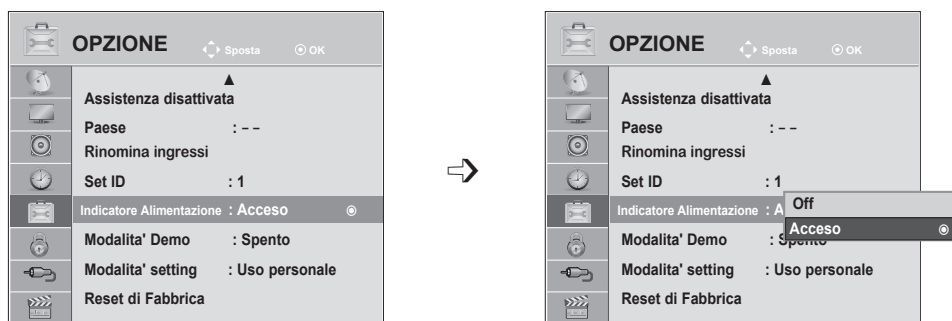 OPZIONE Sposta OK
Assistenza disattivata
Paese : – –
Rinomina ingressi
Set ID : 1
Indicatore Alimentazione : Acceso
Modalita' Demo : Spento
Modalita' setting : Uso personale
Reset di Fabbrica
OPZIONE Sposta OK
Assistenza disattivata
Paese : – –
Rinomina ingressi
Set ID : 1
Indicatore Alimentazione : A
Off
Acceso
Modalita' Demo : Spento
Modalita' setting : Uso personale
Reset di Fabbrica